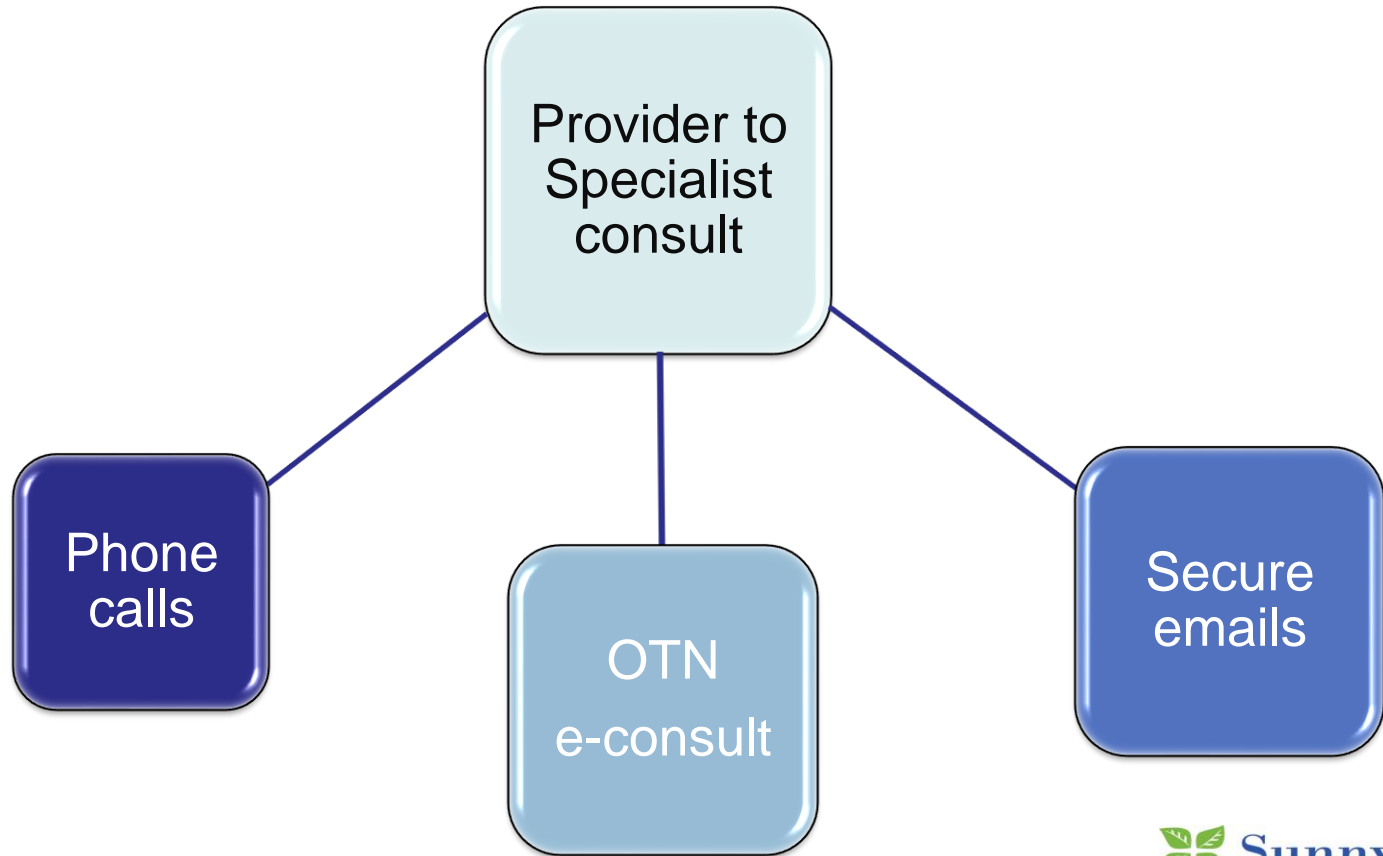 Provider to
Specialist
consult
Phone
calls
OTN
e-consult
Secure
emails